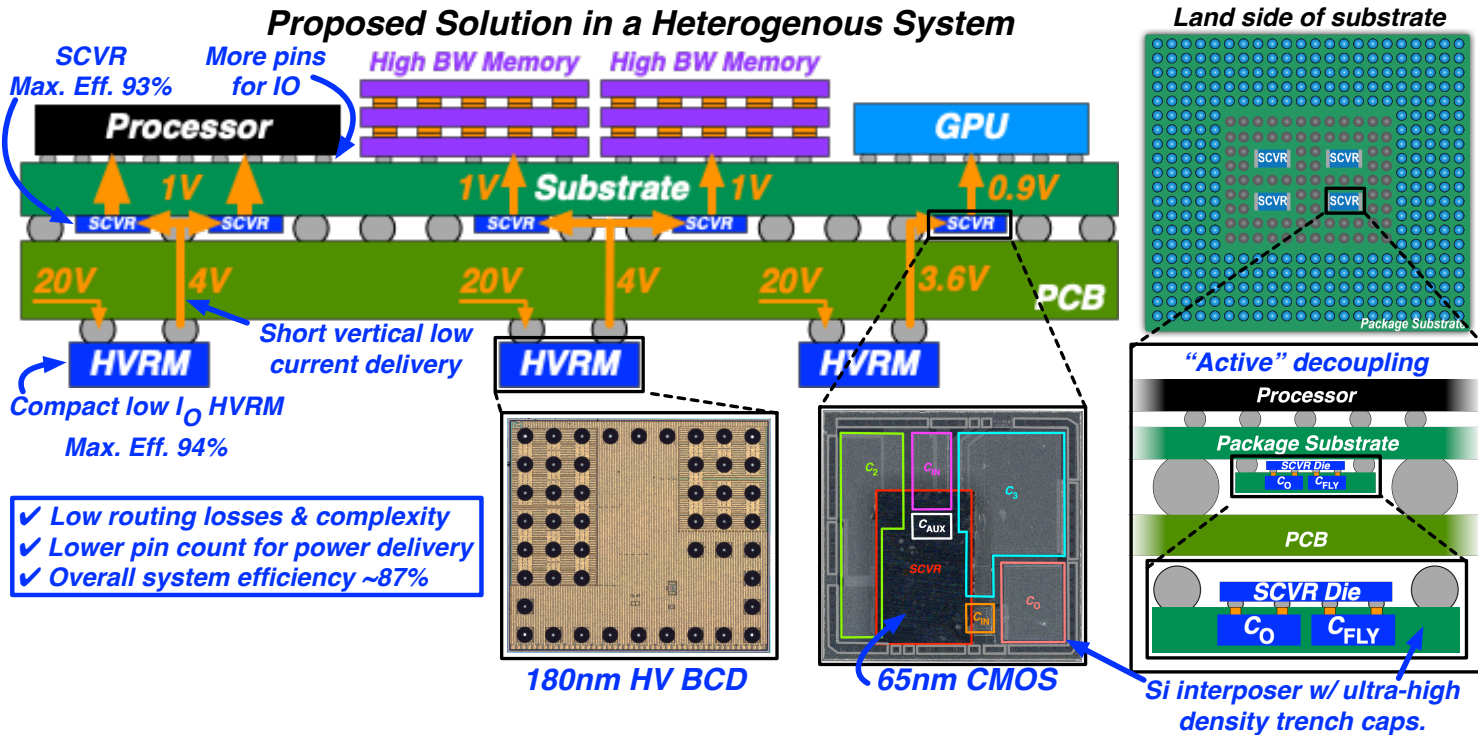 Proposed Solution in a Heterogenous System
Land side of substrate
SCVR
Max. Eff. 93%
More pins
for IO
High BW Memory
High BW Memory
Processor
GPU
1V
1V
Substrate
1V
0.9V
SCVR
SCVR
SCVR
SCVR
SCVR
20V
4V
20V
4V
20V
3.6V
PCB
HVRM
HVRM
HVRM
Short vertical low
current delivery
Compact low IO HVRM
Max. Eff. 94%
✔ Low routing losses & complexity
✔ Lower pin count for power delivery
✔ Overall system efficiency ~87%
180nm HV BCD
C2
CIN
C3
CAUX
SCVR
CO
CIN
65nm CMOS
SCVR
SCVR
SCVR
SCVR
Package Substrate
“Active” decoupling
Processor
Package Substrate
SCVR Die
CO
CFLY
PCB
SCVR Die
CO
CFLY
Si interposer w/ ultra-high
density trench caps.